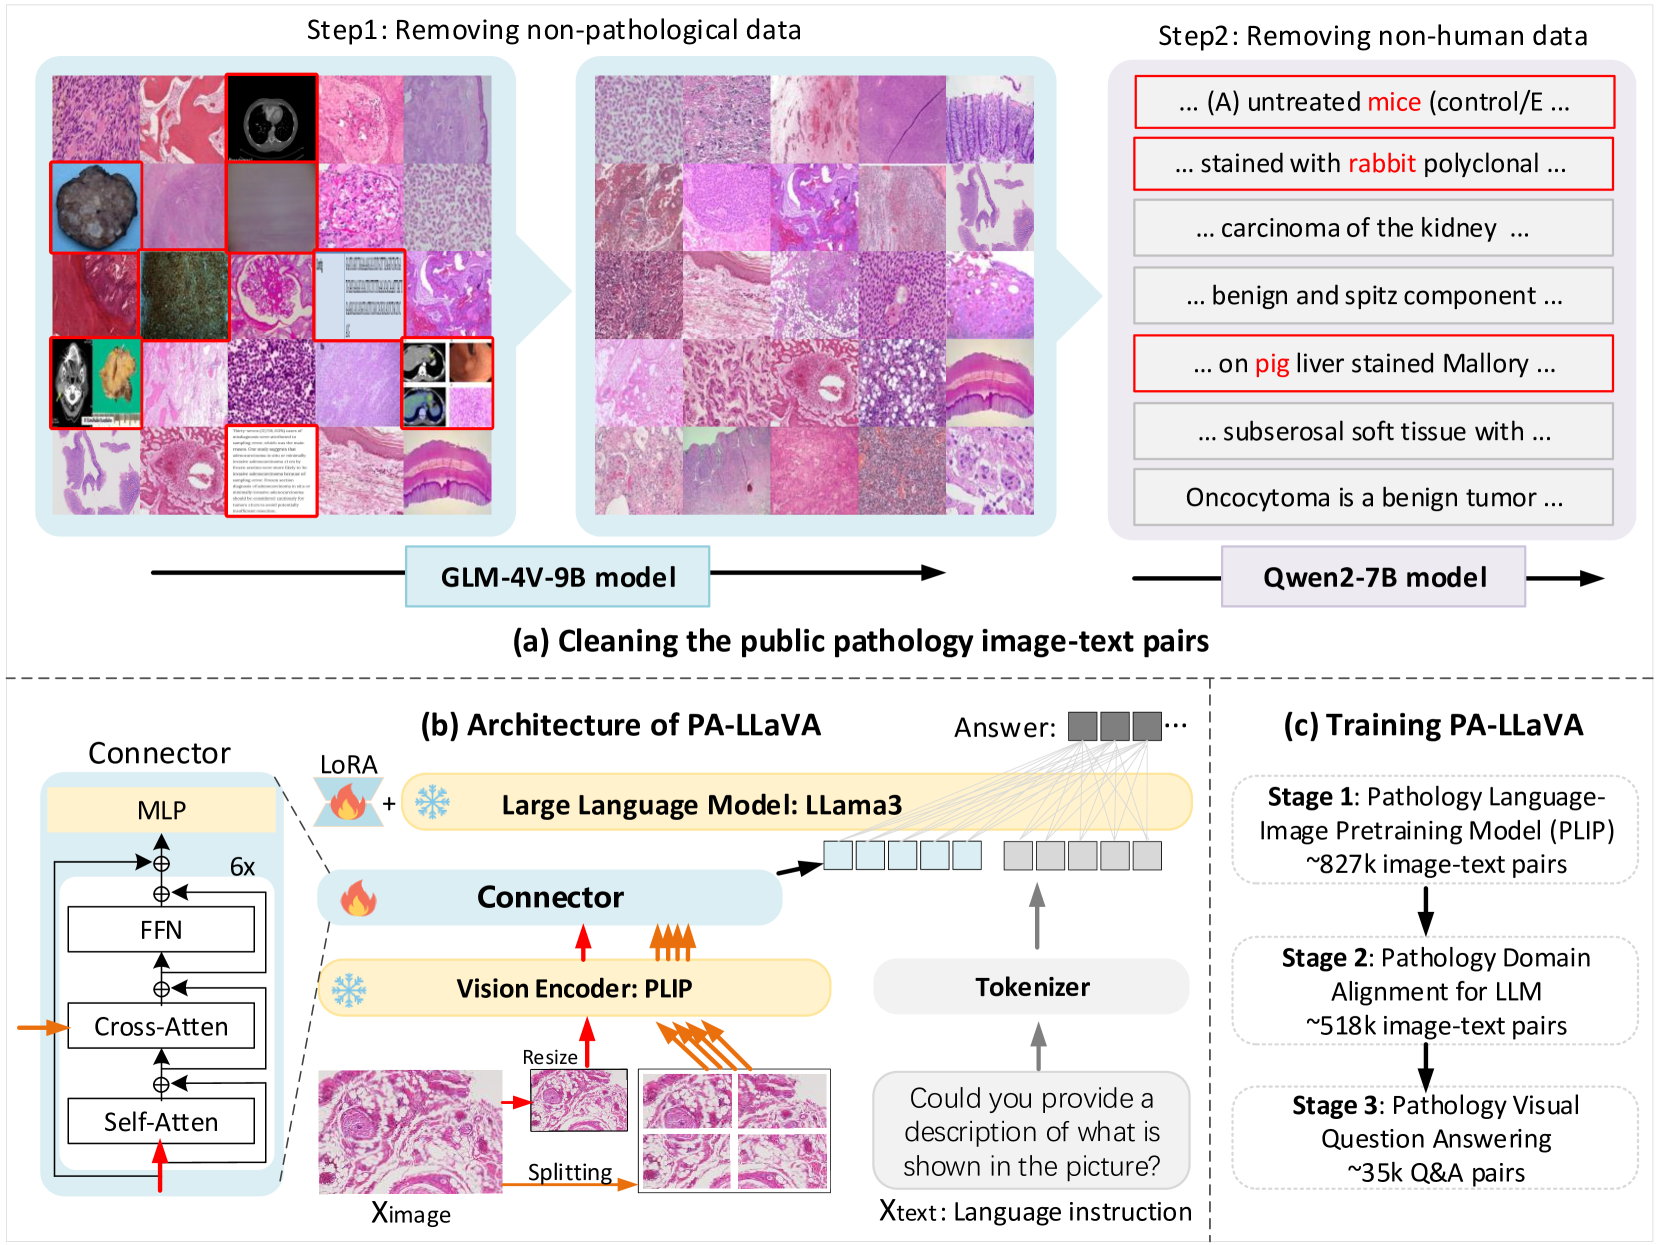 Step1: Removing non-pathological data
Step2: Removing non-human data
... (A) untreated mice (control/E ...
... stained with rabbit polyclonal ...
... carcinoma of the kidney ...
... benign and spitz component ...
... on pig liver stained Mallory ...
... subserosal soft tissue with ...
Oncocytoma is a benign tumor ...
GLM-4V-9B model
Qwen2-7B model
(a) Cleaning the public pathology image-text pairs
(b) Architecture of PA-LLaVA
Connector
MLP
6x
FFN
Cross-Atten
Self-Atten
LoRA
+
Answer:
...
Large Language Model: LLama3
Connector
Vision Encoder: PLIP
Resize
Splitting
Ximage
Tokenizer
Could you provide a
description of what is
shown in the picture?
Xtext: Language instruction
(c) Training PA-LLaVA
Stage 1: Pathology Language-
Image Pretraining Model (PLIP)
~827k image-text pairs
Stage 2: Pathology Domain
Alignment for LLM
~518k image-text pairs
Stage 3: Pathology Visual
Question Answering
~35k Q&A pairs